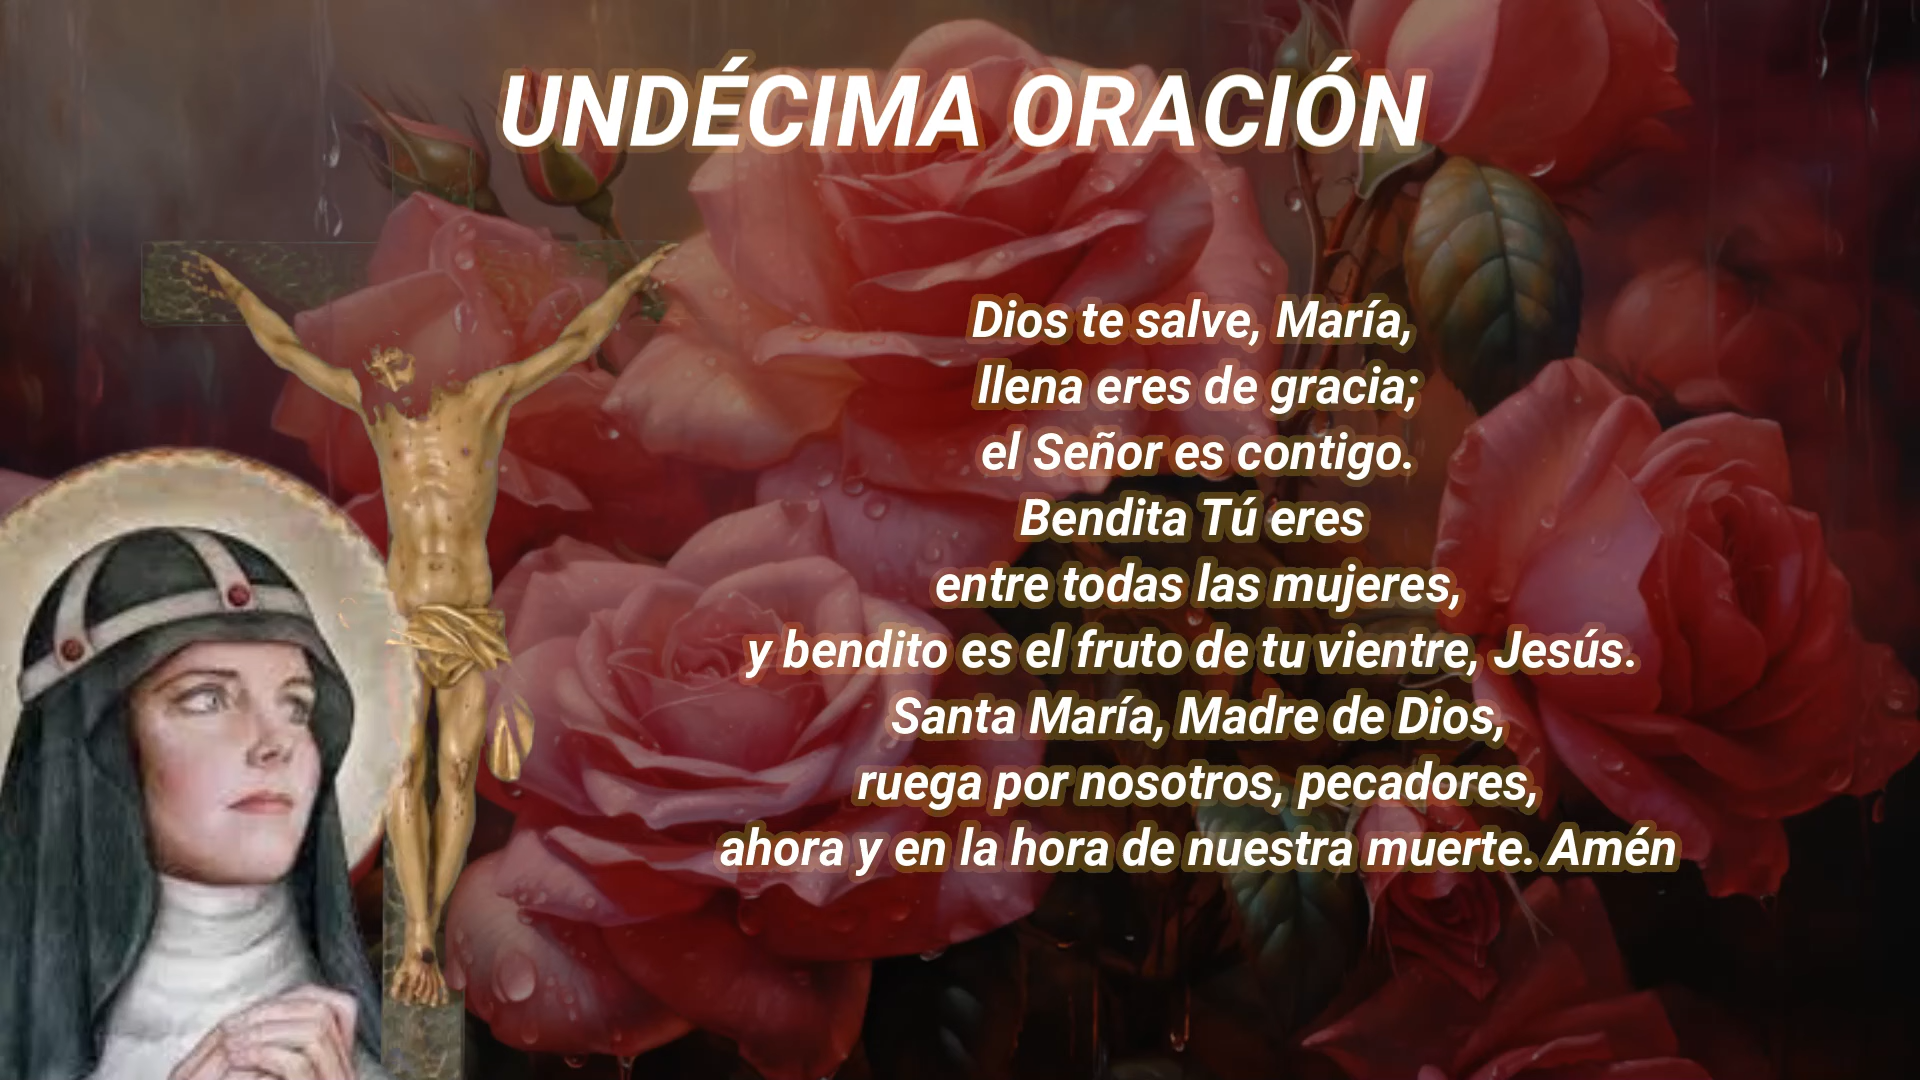 UNDÉCIMA ORACIÓN
Dios te salve, María,
llena eres de gracia;
el Señor es contigo.
Bendita Tú eres
entre todas las mujeres,
y bendito es el fruto de tu vientre, Jesús.
Santa María, Madre de Dios,
ruega por nosotros, pecadores,
ahora y en la hora de nuestra muerte. Amén